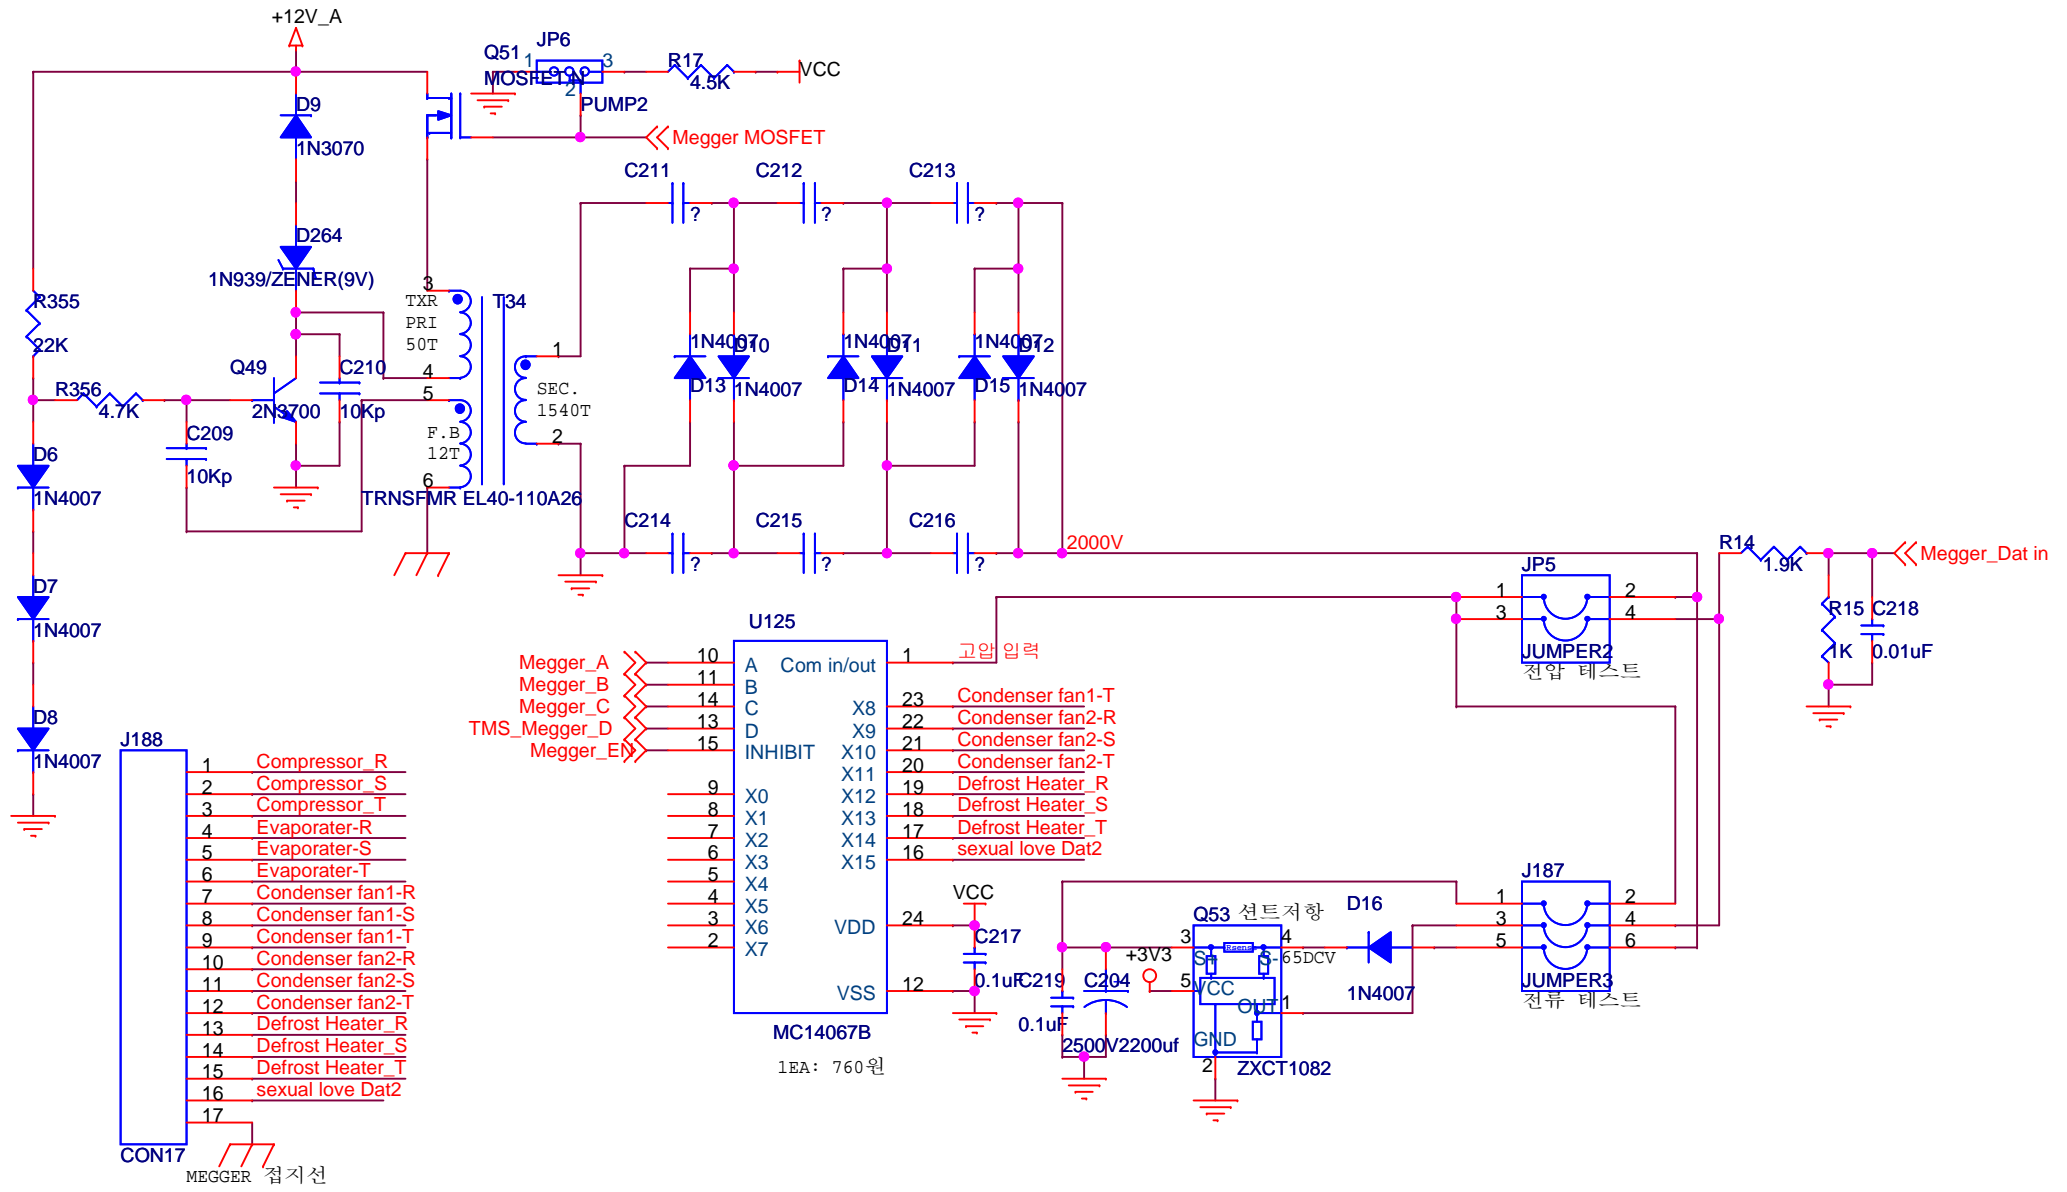 +12V_A
Q51
MOSFET N
JP6
1
3
2
PUMP2
R17
4.5K
VCC
Megger MOSFET
D9
1N3070
D264
1N939/ZENER(9V)
R355
22K
R356
4.7K
Q49
2N3700
C210
10Kp
C209
10Kp
D6
1N4007
D7
1N4007
D8
1N4007
3
TXR
PRI
50T
4
5
F.B
12T
6
T34
TRNSFMR EL40-110A26
1
SEC.
1540T
2
C211
?
C212
?
C213
?
1N4007
D10
1N4007
D11
1N4007
D12
D13
1N4007
D14
1N4007
D15
1N4007
C214
?
C215
?
C216
?
2000V
U125
Megger_A
10
A
Com in/out
1
고압 입력
Megger_B
11
B
Megger_C
14
C
X8
23
Condenser fan1-T
TMS_Megger_D
13
D
X9
22
Condenser fan2-R
Megger_EN
15
INHIBIT
X10
21
Condenser fan2-S
X11
20
Condenser fan2-T
9
X0
X12
19
Defrost Heater_R
8
X1
X13
18
Defrost Heater_S
7
X2
X14
17
Defrost Heater_T
6
X3
X15
16
sexual love Dat2
5
X4
4
X5
3
X6
VDD
24
2
X7
VSS
12
VCC
C217
0.1uF
MC14067B
1EA: 760원
J188
1
Compressor_R
2
Compressor_S
3
Compressor_T
4
Evaporater-R
5
Evaporater-S
6
Evaporater-T
7
Condenser fan1-R
8
Condenser fan1-S
9
Condenser fan1-T
10
Condenser fan2-R
11
Condenser fan2-S
12
Condenser fan2-T
13
Defrost Heater_R
14
Defrost Heater_S
15
Defrost Heater_T
16
sexual love Dat2
17
CON17
MEGGER 접지선
JP5
1
2
3
4
JUMPER2
전압 테스트
R14
1.9K
Megger_Dat in
R15
1K
C218
0.01uF
J187
1
2
3
4
5
6
JUMPER3
전류 테스트
C219
0.1uF
C204
2500V2200uf
+3V3
Q53
션트저항
3
4
Rsens
S+
S-
65DCV
5
VCC
OUT
1
GND
2
ZXCT1082
D16
1N4007